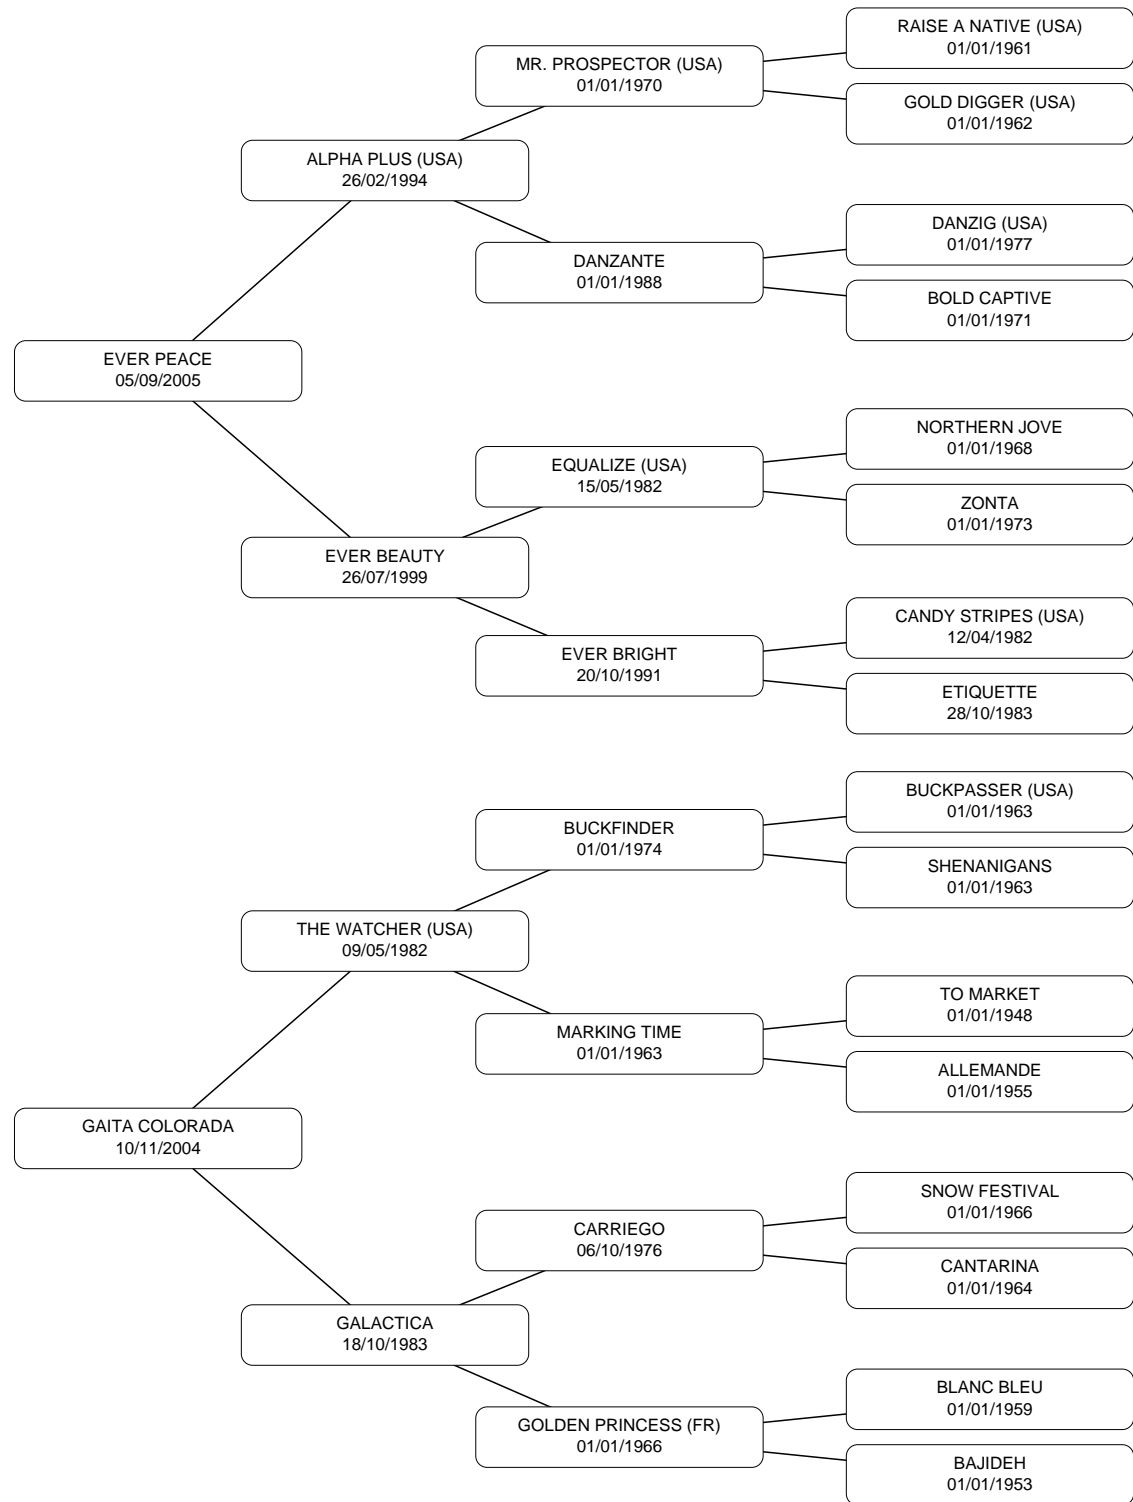 RAISE A NATIVE (USA)
01/01/1961
MR. PROSPECTOR (USA)
01/01/1970
GOLD DIGGER (USA)
01/01/1962
ALPHA PLUS (USA)
26/02/1994
DANZIG (USA)
01/01/1977
DANZANTE
01/01/1988
BOLD CAPTIVE
01/01/1971
EVER PEACE
05/09/2005
NORTHERN JOVE
01/01/1968
EQUALIZE (USA)
15/05/1982
ZONTA
01/01/1973
EVER BEAUTY
26/07/1999
CANDY STRIPES (USA)
12/04/1982
EVER BRIGHT
20/10/1991
ETIQUETTE
28/10/1983
BUCKPASSER (USA)
01/01/1963
BUCKFINDER
01/01/1974
SHENANIGANS
01/01/1963
THE WATCHER (USA)
09/05/1982
TO MARKET
01/01/1948
MARKING TIME
01/01/1963
ALLEMANDE
01/01/1955
GAITA COLORADA
10/11/2004
SNOW FESTIVAL
01/01/1966
CARRIEGO
06/10/1976
CANTARINA
01/01/1964
GALACTICA
18/10/1983
BLANC BLEU
01/01/1959
GOLDEN PRINCESS (FR)
01/01/1966
BAJIDEH
01/01/1953